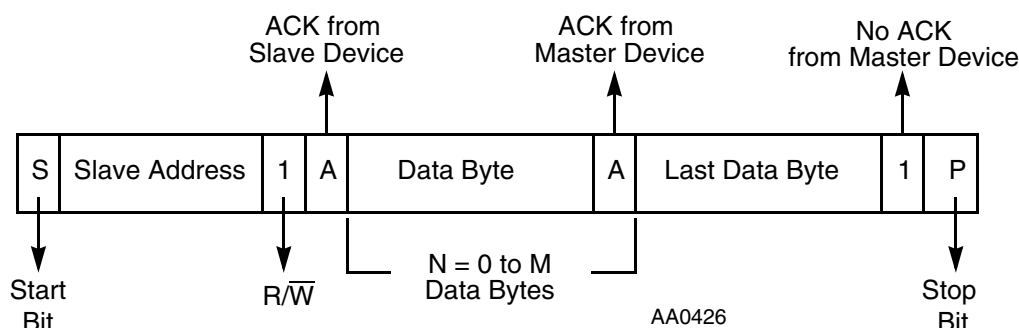 ACK from
Slave Device
ACK from
Master Device
No ACK
from Master Device
S
Slave Address
1
A
Data Byte
A
Last Data Byte
1
P
Start
Bit
R/W̅
N = 0 to M
Data Bytes
AA0426
Stop
Bit